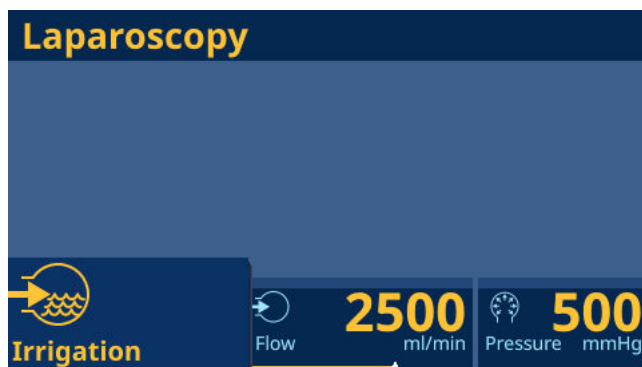 Laparoscopy
2500
500
Flow
ml/min
Pressure
mmHg
Irrigation